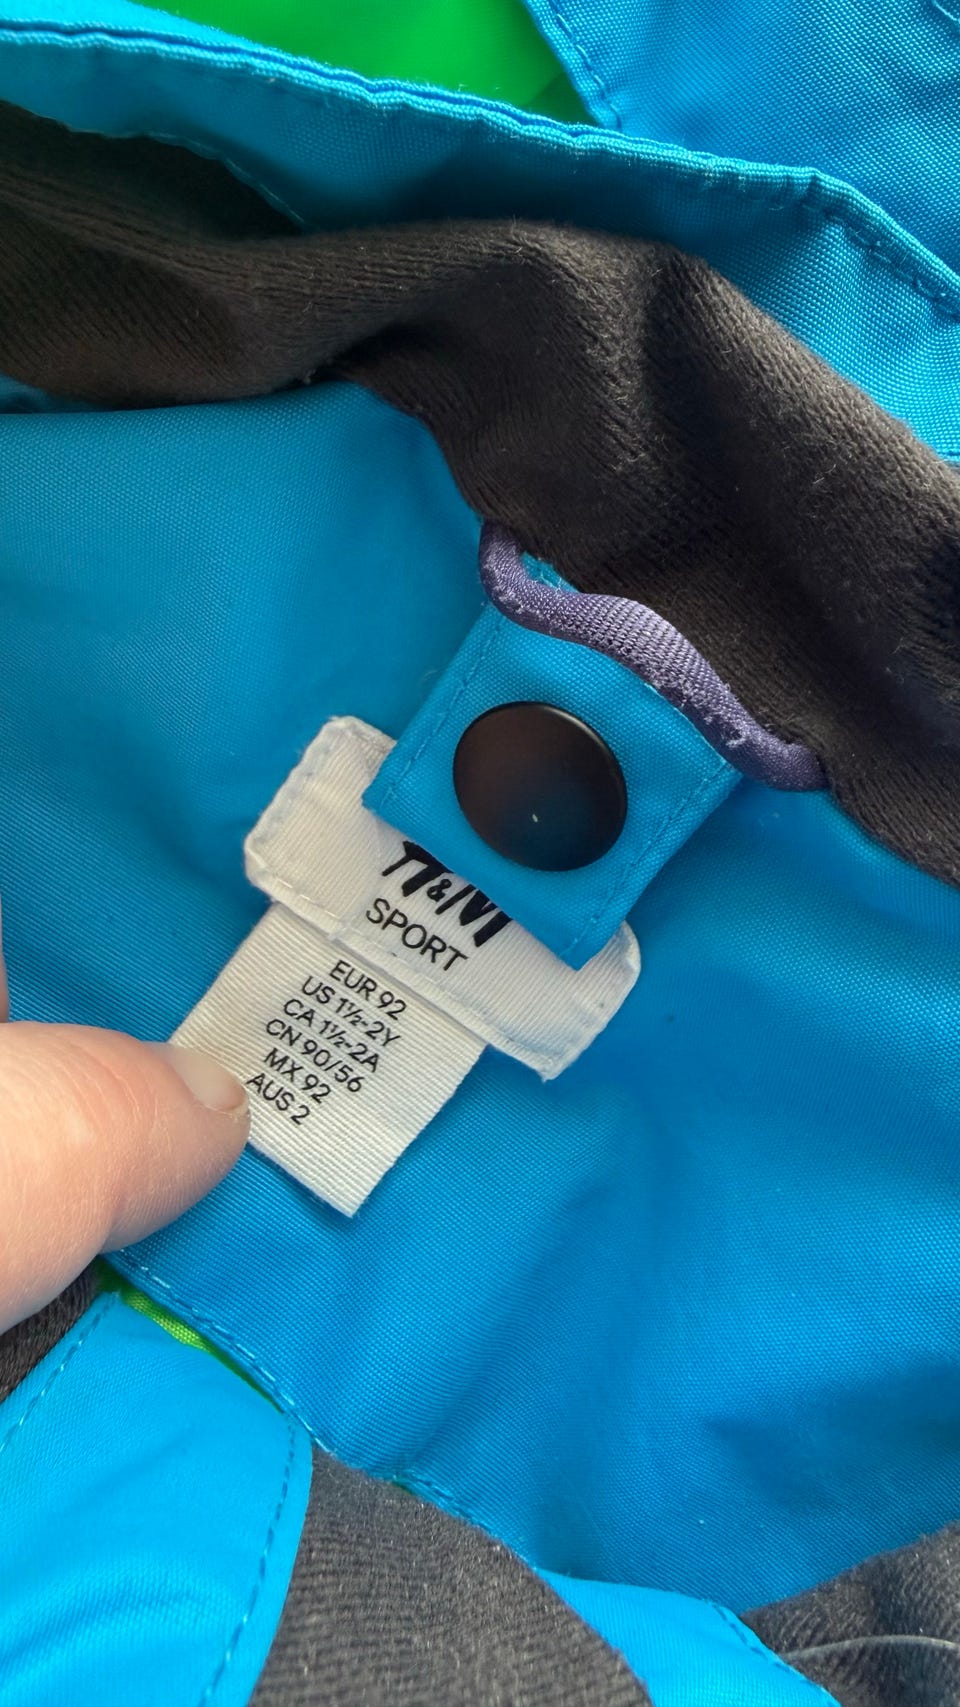 H&M
SPORT
EUR 92
US 1½-2Y
CA 1½-2A
CN 90/56
MX 92
AUS 2